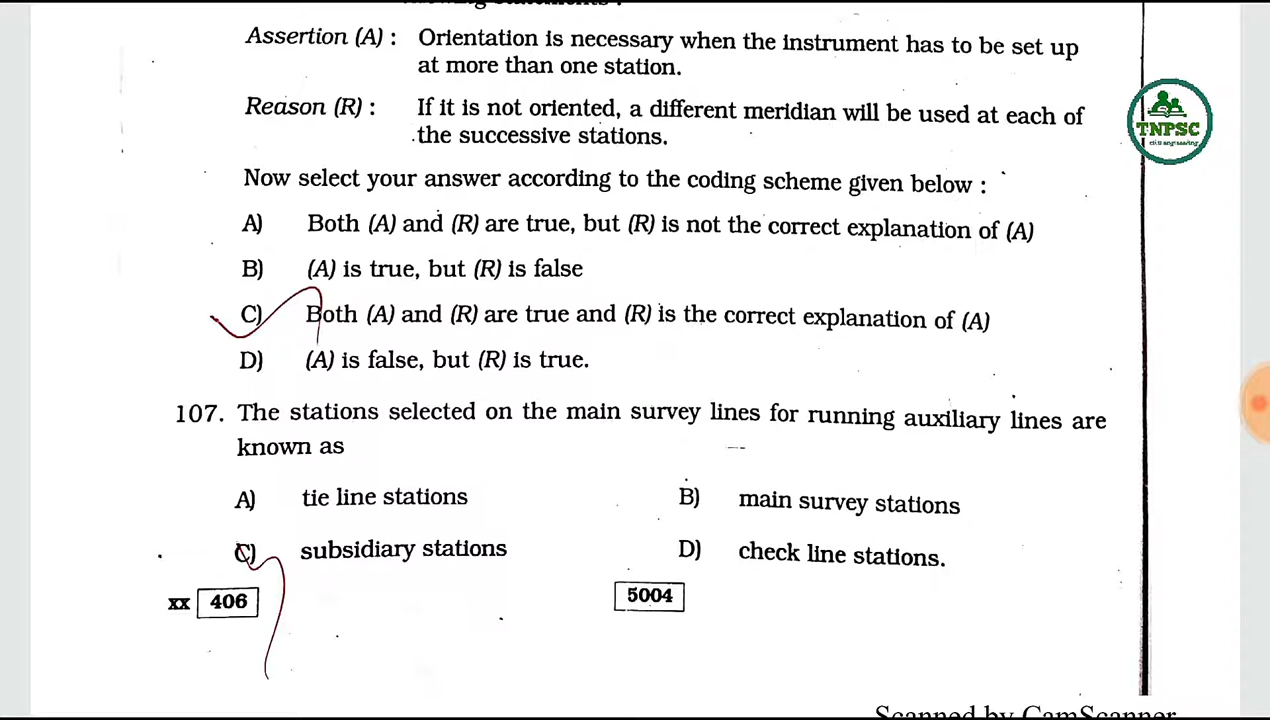 Assertion (A) : Orientation is necessary when the instrument has to be set up
at more than one station.
Reason (R) : If it is not oriented, a different meridian will be used at each of
the successive stations.
TNPSC
Now select your answer according to the coding scheme given below :
A) Both (A) and (R) are true, but (R) is not the correct explanation of (A)
B) (A) is true, but (R) is false
C) Both (A) and (R) are true and (R) is the correct explanation of (A)
D) (A) is false, but (R) is true.
107. The stations selected on the main survey lines for running auxiliary lines are
known as
A) tie line stations B) main survey stations
C) subsidiary stations D) check line stations.
xx 406 5004
Scanned by CamScanner